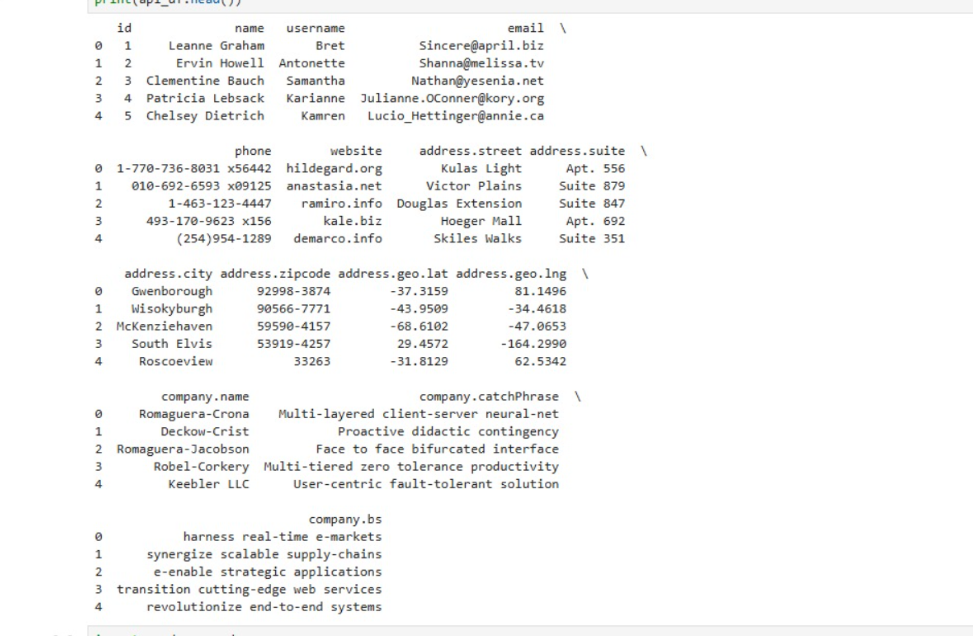 print(api_df.head())
   id              name   username                      email  \
0   1     Leanne Graham       Bret          Sincere@april.biz
1   2      Ervin Howell  Antonette          Shanna@melissa.tv
2   3  Clementine Bauch   Samantha         Nathan@yesenia.net
3   4  Patricia Lebsack   Karianne  Julianne.OConner@kory.org
4   5  Chelsey Dietrich     Kamren   Lucio_Hettinger@annie.ca
                   phone        website     address.street address.suite  \
0  1-770-736-8031 x56442  hildegard.org        Kulas Light      Apt. 556
1    010-692-6593 x09125  anastasia.net      Victor Plains     Suite 879
2         1-463-123-4447    ramiro.info  Douglas Extension     Suite 847
3      493-170-9623 x156       kale.biz        Hoeger Mall      Apt. 692
4          (254)954-1289   demarco.info       Skiles Walks     Suite 351
    address.city address.zipcode address.geo.lat address.geo.lng  \
0    Gwenborough      92998-3874        -37.3159         81.1496
1     Wisokyburgh      90566-7771        -43.9509        -34.4618
2  McKenziehaven      59590-4157        -68.6102        -47.0653
3    South Elvis      53919-4257         29.4572       -164.2990
4     Roscoeview           33263        -31.8129         62.5342
         company.name                       company.catchPhrase  \
0     Romaguera-Crona    Multi-layered client-server neural-net
1        Deckow-Crist            Proactive didactic contingency
2  Romaguera-Jacobson         Face to face bifurcated interface
3       Robel-Corkery  Multi-tiered zero tolerance productivity
4         Keebler LLC      User-centric fault-tolerant solution
                            company.bs
0           harness real-time e-markets
1      synergize scalable supply-chains
2       e-enable strategic applications
3  transition cutting-edge web services
4      revolutionize end-to-end systems